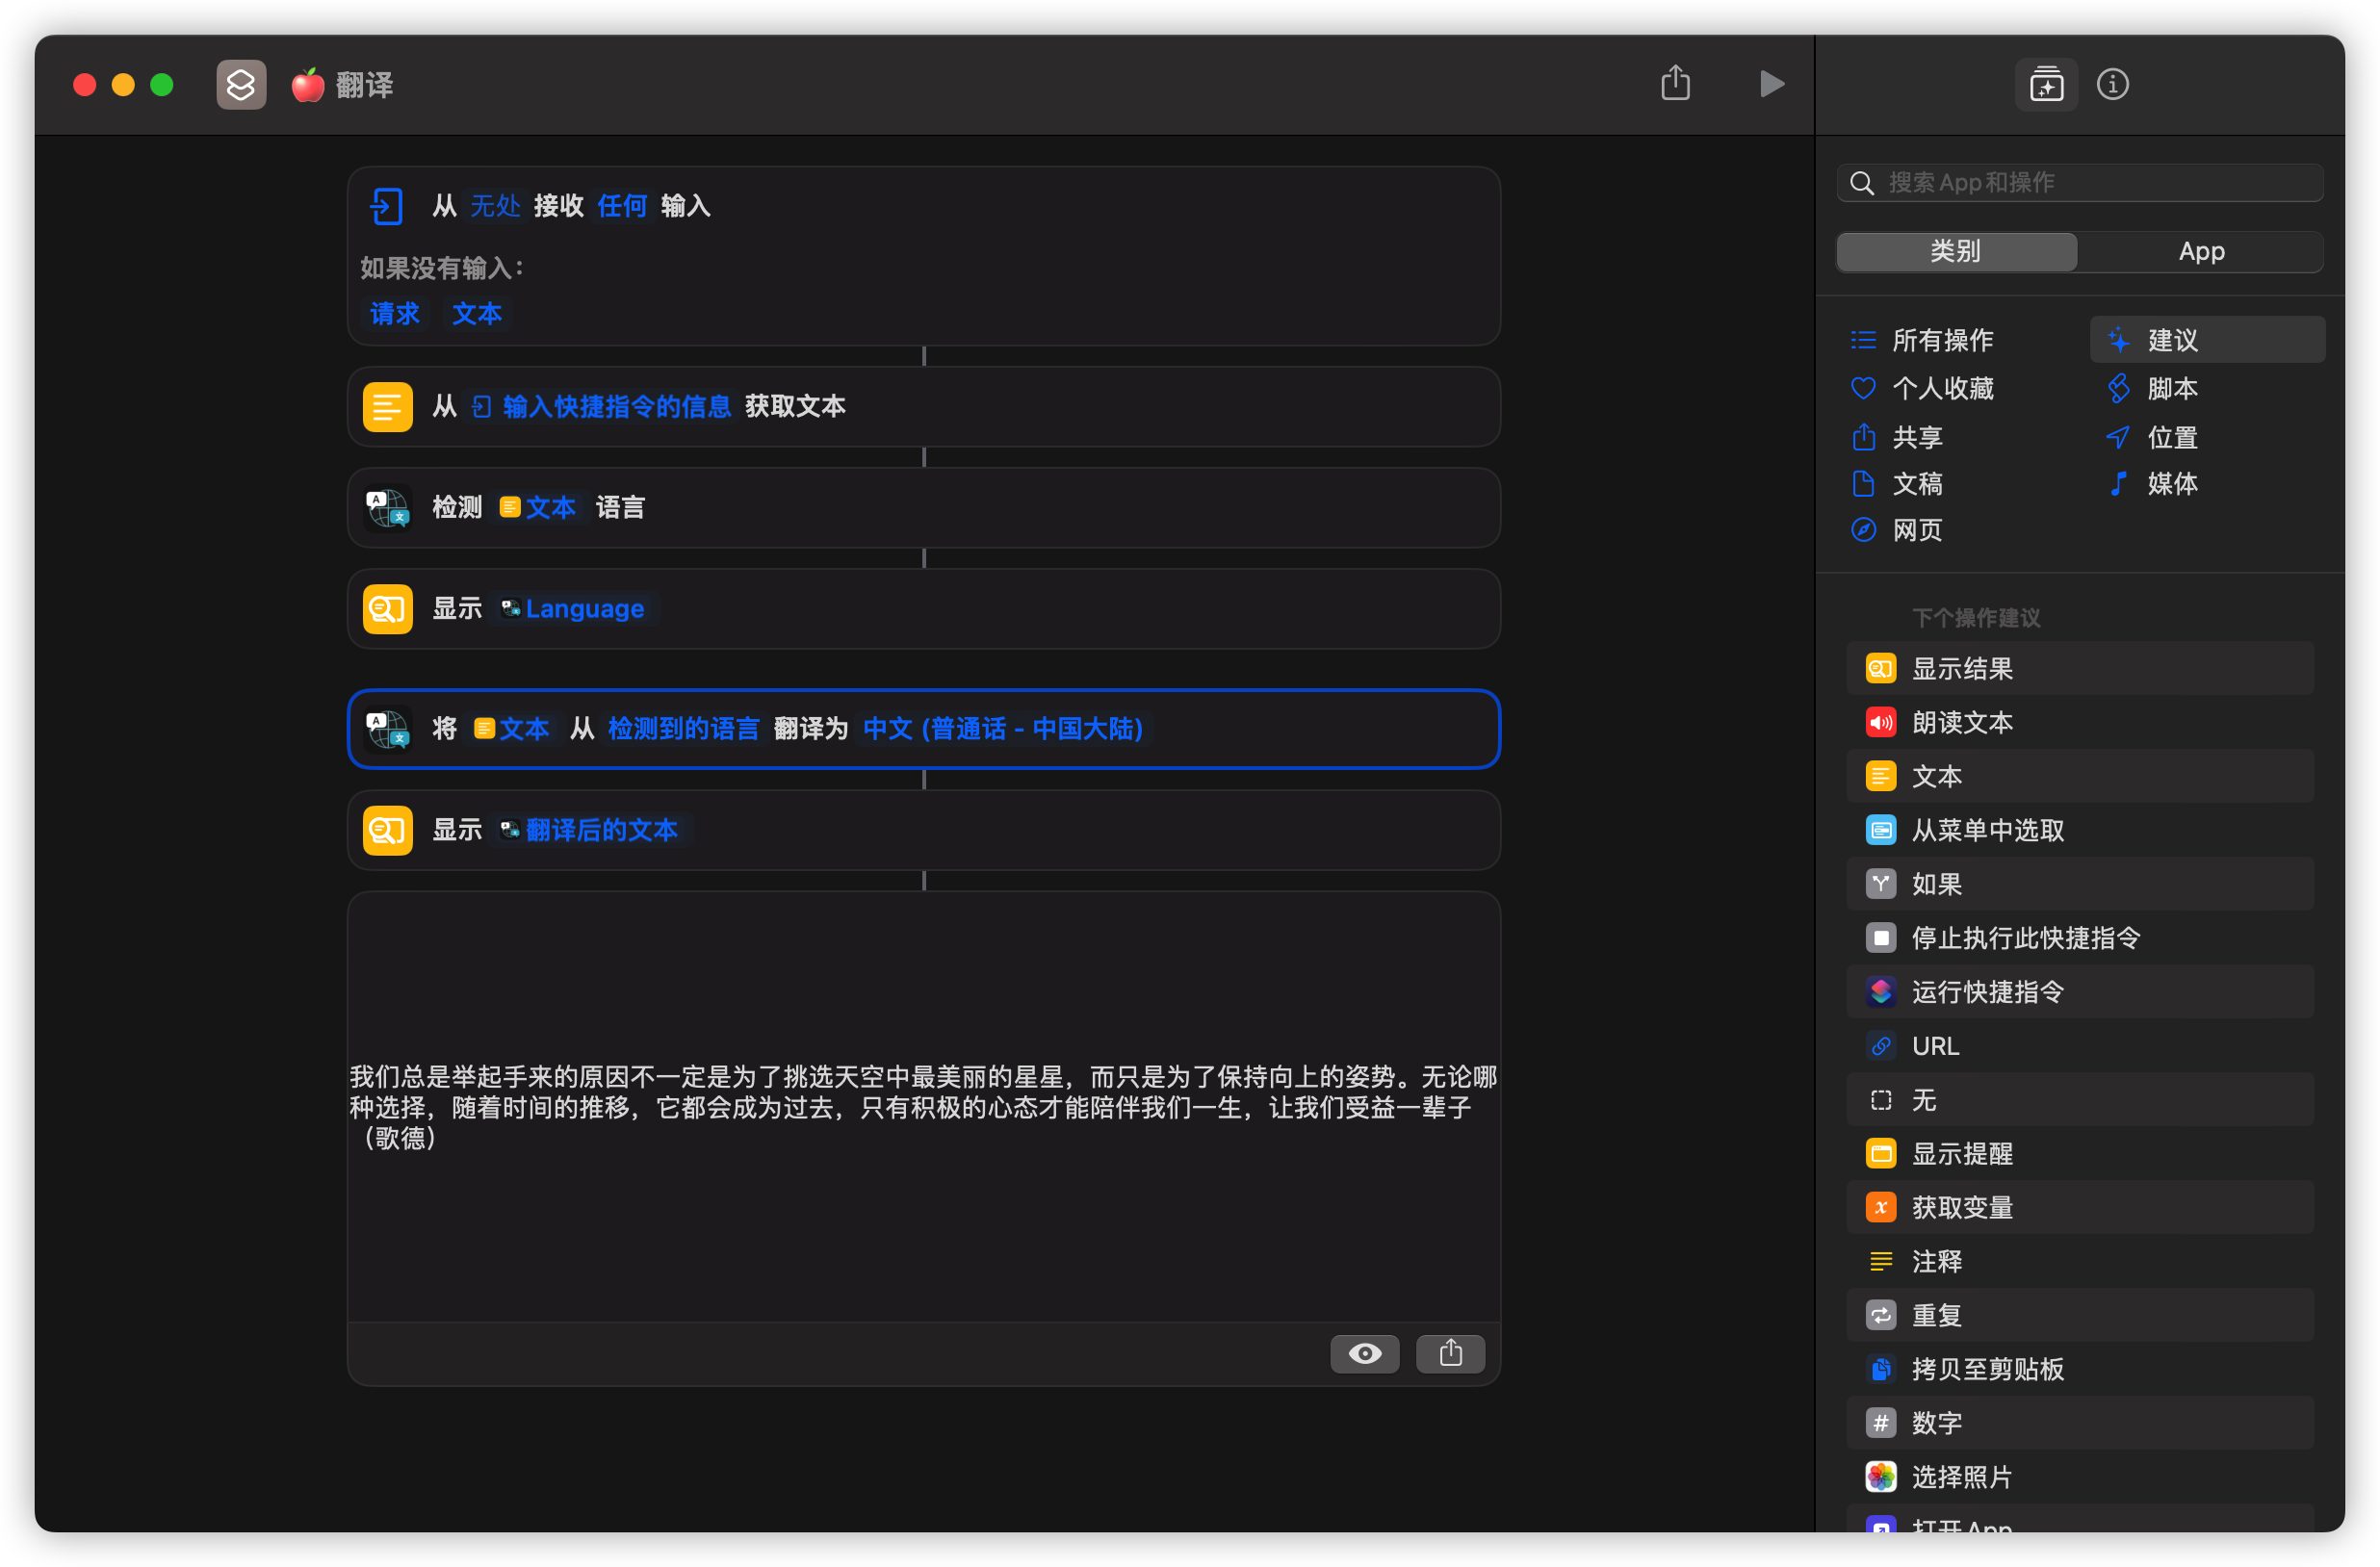 翻译
从 无处 接收 任何 输入
如果没有输入：
请求 文本
从 输入快捷指令的信息 获取文本
检测 文本 语言
显示 Language
将 文本 从 检测到的语言 翻译为 中文 (普通话 - 中国大陆)
显示 翻译后的文本
我们总是举起手来的原因不一定是为了挑选天空中最美丽的星星，而只是为了保持向上的姿势。无论哪
种选择，随着时间的推移，它都会成为过去，只有积极的心态才能陪伴我们一生，让我们受益一辈子
（歌德）
搜索 App 和操作
类别 App
所有操作 建议
个人收藏 脚本
共享 位置
文稿 媒体
网页
下个操作建议
显示结果
朗读文本
文本
从菜单中选取
如果
停止执行此快捷指令
运行快捷指令
URL
无
显示提醒
获取变量
注释
重复
拷贝至剪贴板
数字
选择照片
打开 App